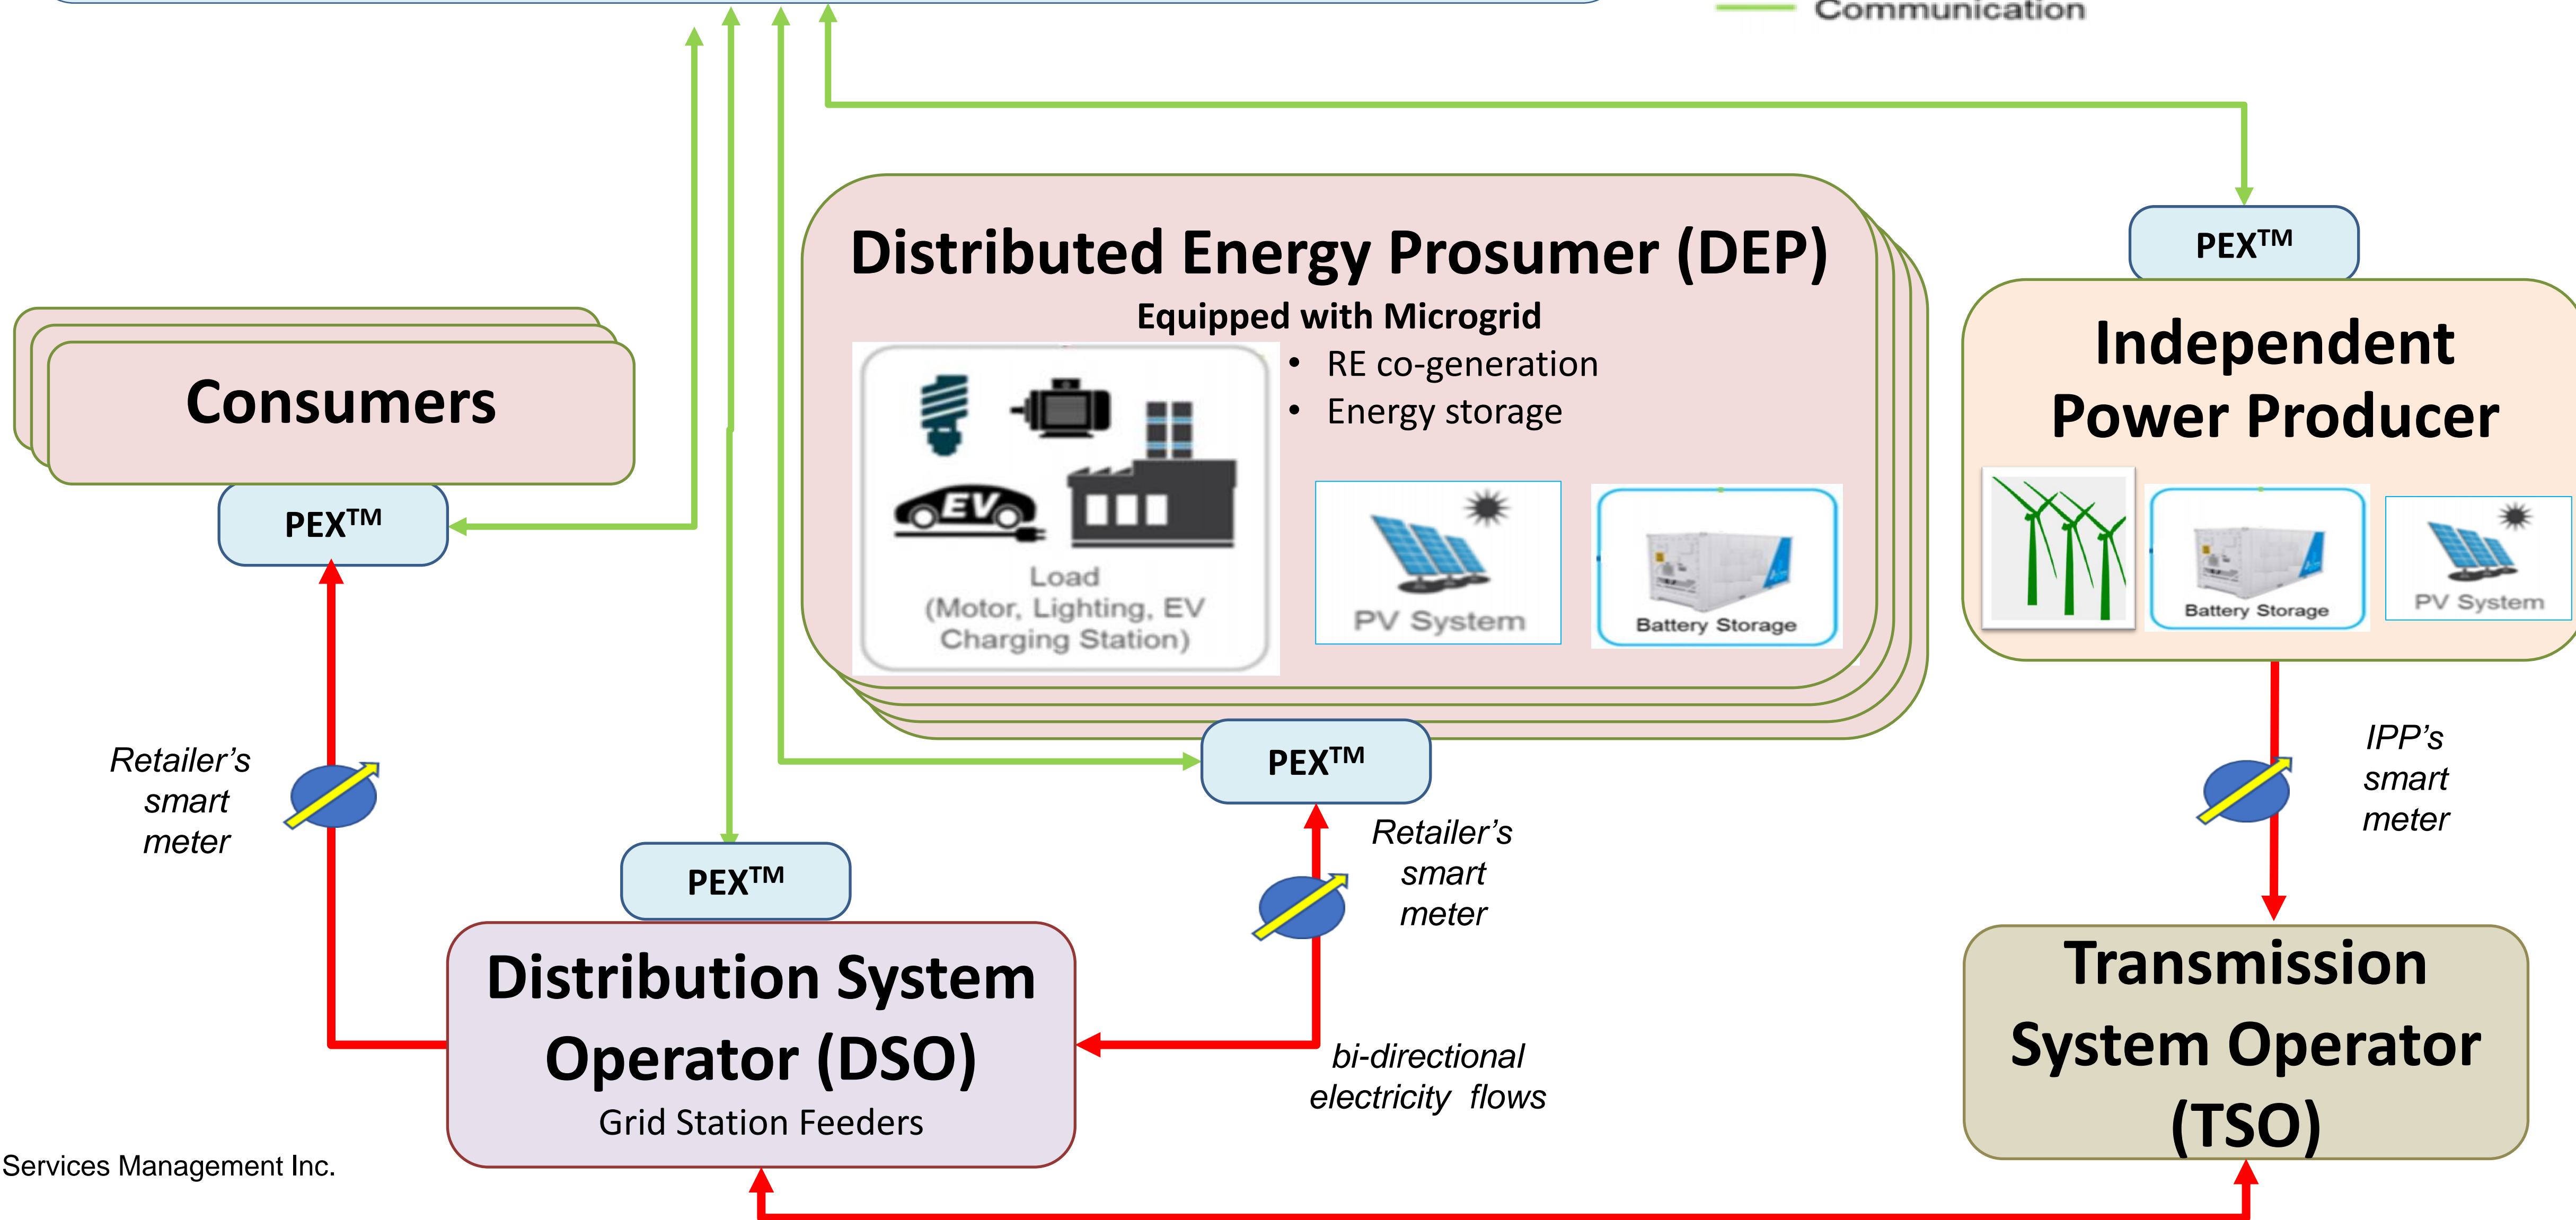 Communication
Distributed Energy Prosumer (DEP)
Equipped with Microgrid
• RE co-generation
• Energy storage
Load
(Motor, Lighting, EV
Charging Station)
EV
PV System
Battery Storage
PEX™
Independent
Power Producer
Battery Storage
PV System
Consumers
PEX™
Retailer's
smart
meter
PEX™
Retailer's
smart
meter
IPP's
smart
meter
PEX™
Distribution System
Operator (DSO)
Grid Station Feeders
bi-directional
electricity flows
Transmission
System Operator
(TSO)
Services Management Inc.